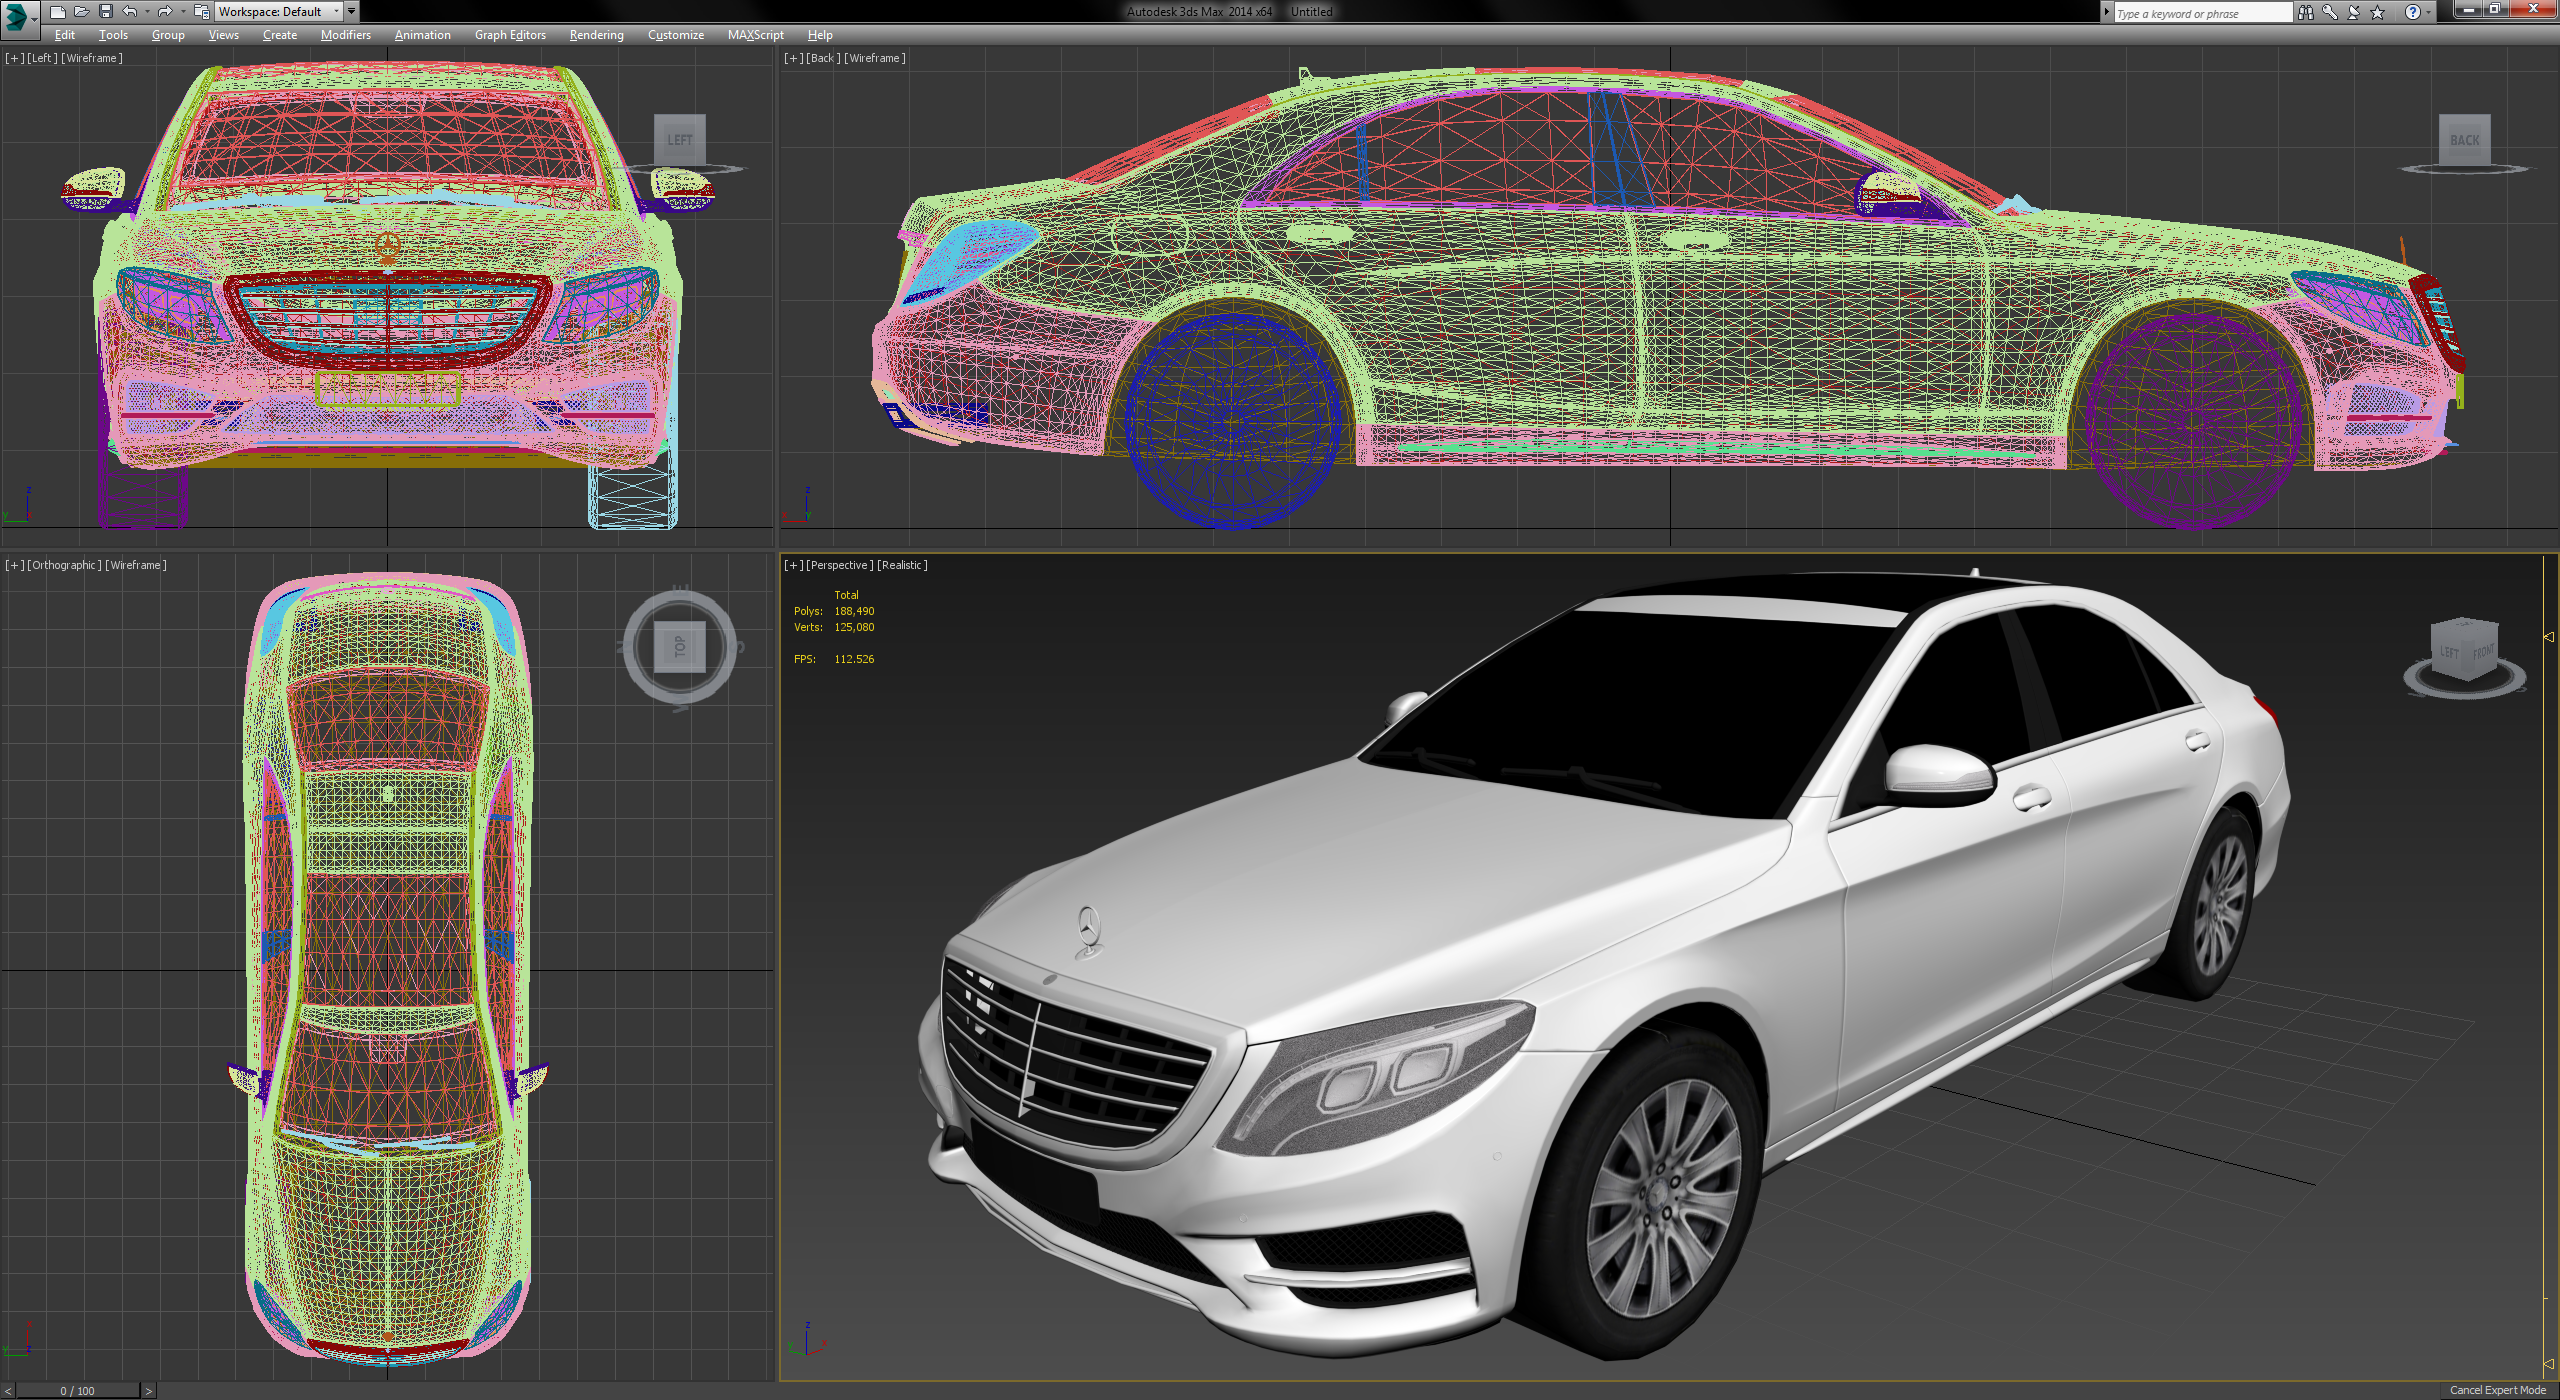 Workspace: Default
Autodesk 3ds Max 2014 x64 Untitled
Type a keyword or phrase
Edit Tools Group Views Create Modifiers Animation Graph Editors Rendering Customize MAXScript Help
[+] [Left] [Wireframe]
LEFT
z
y
[+] [Back] [Wireframe]
BACK
z
[+] [Orthographic] [Wireframe]
TOP
E
S
W
N
y
z
[+] [Perspective] [Realistic]
Total
Polys: 188,490
Verts: 125,080
FPS: 112.526
LEFT FRONT
z
0 / 100
Cancel Expert Mode